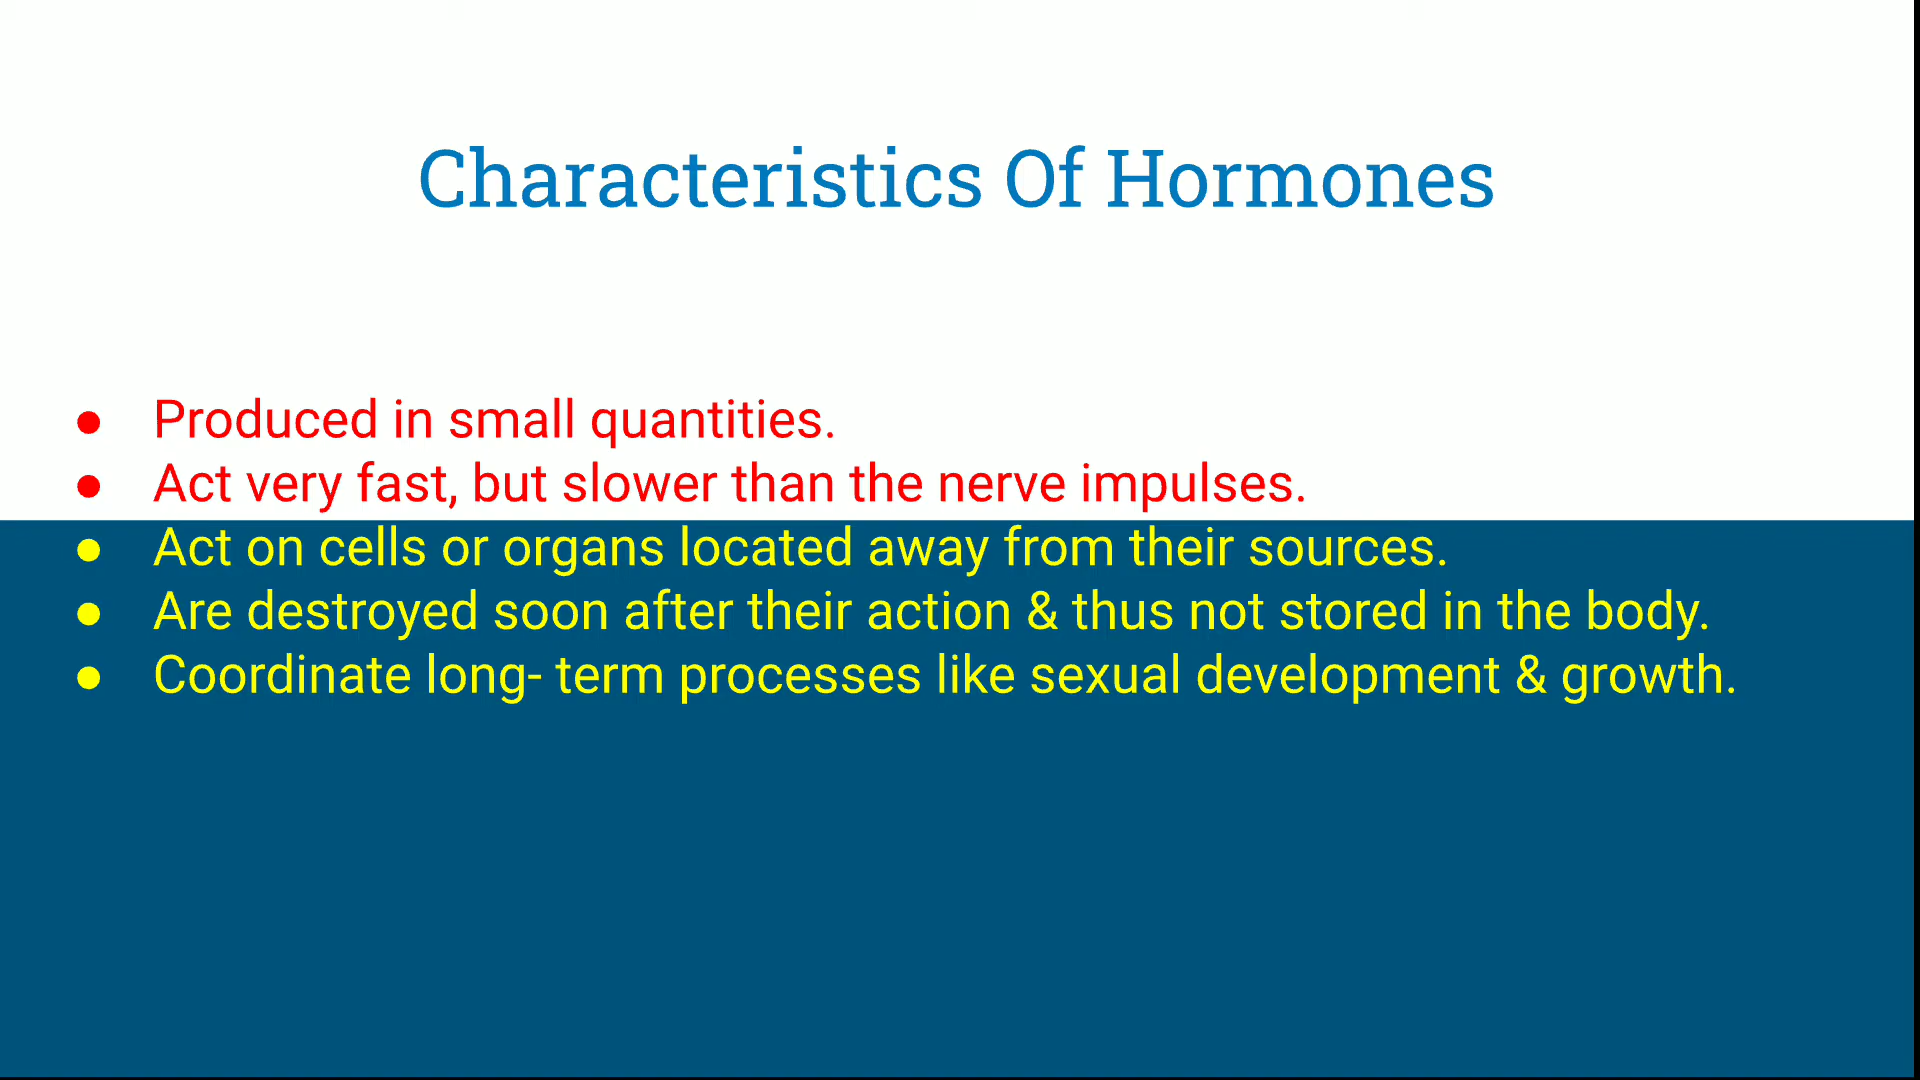 Characteristics Of Hormones
● Produced in small quantities.
● Act very fast, but slower than the nerve impulses.
● Act on cells or organs located away from their sources.
● Are destroyed soon after their action & thus not stored in the body.
● Coordinate long- term processes like sexual development & growth.